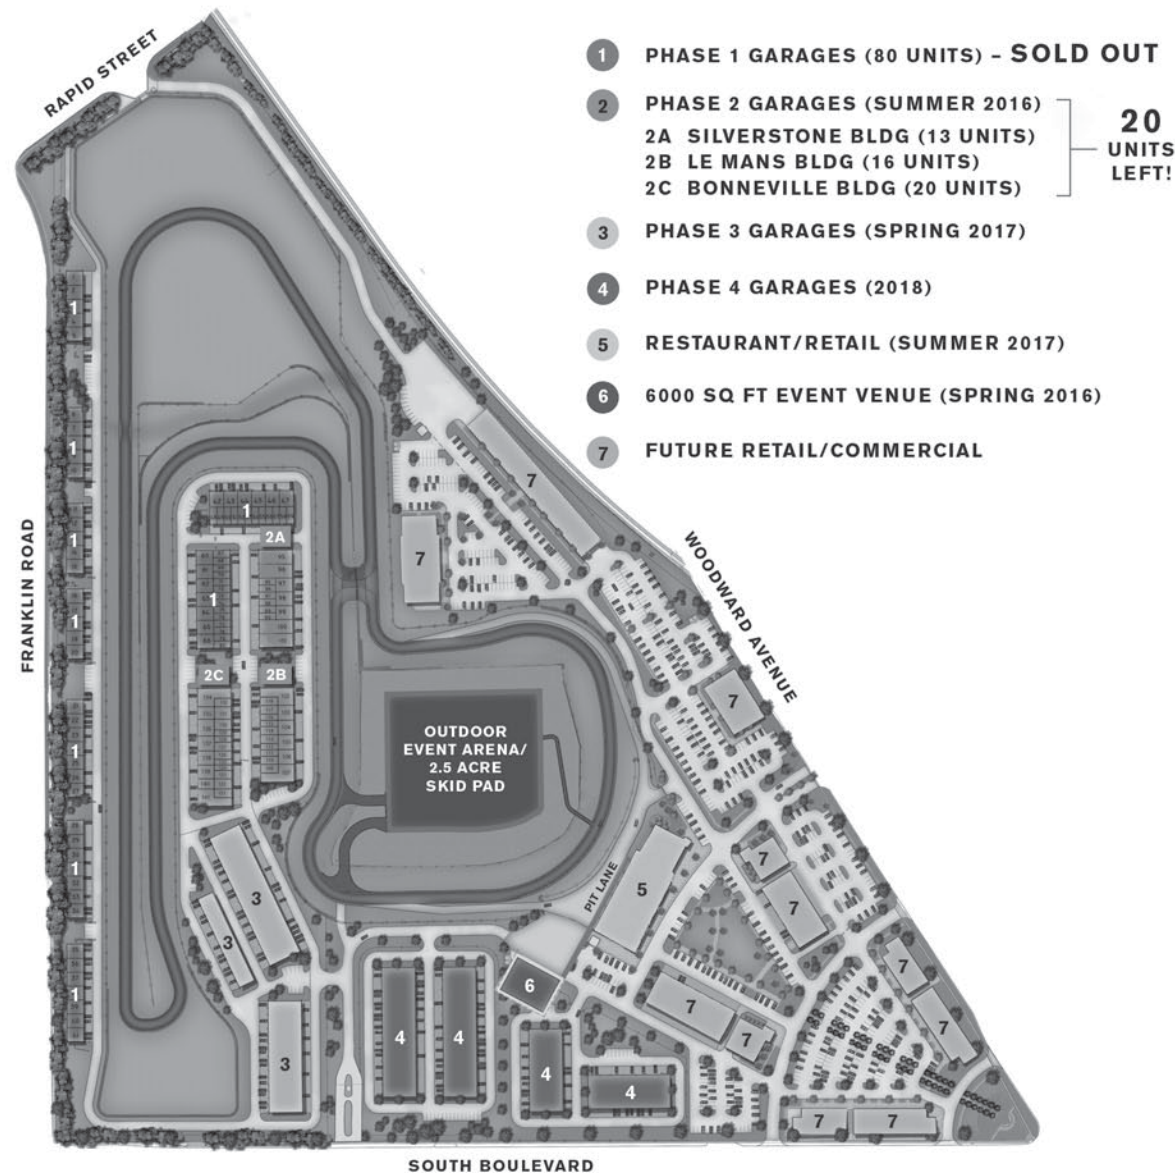 RAPID STREET
1 PHASE 1 GARAGES (80 UNITS) – SOLD OUT
2 PHASE 2 GARAGES (SUMMER 2016)
2A SILVERSTONE BLDG (13 UNITS)
2B LE MANS BLDG (16 UNITS)
2C BONNEVILLE BLDG (20 UNITS)
20
UNITS
LEFT!
3 PHASE 3 GARAGES (SPRING 2017)
4 PHASE 4 GARAGES (2018)
5 RESTAURANT/RETAIL (SUMMER 2017)
6 6000 SQ FT EVENT VENUE (SPRING 2016)
7 FUTURE RETAIL/COMMERCIAL
FRANKLIN ROAD
WOODWARD AVENUE
1
1
1
1
1
1
1
1
2A
1
2C
2B
7
7
7
OUTDOOR
EVENT ARENA/
2.5 ACRE
SKID PAD
PIT LANE
5
7
7
3
3
3
6
4
4
4
4
7
7
7
7
7
7
SOUTH BOULEVARD